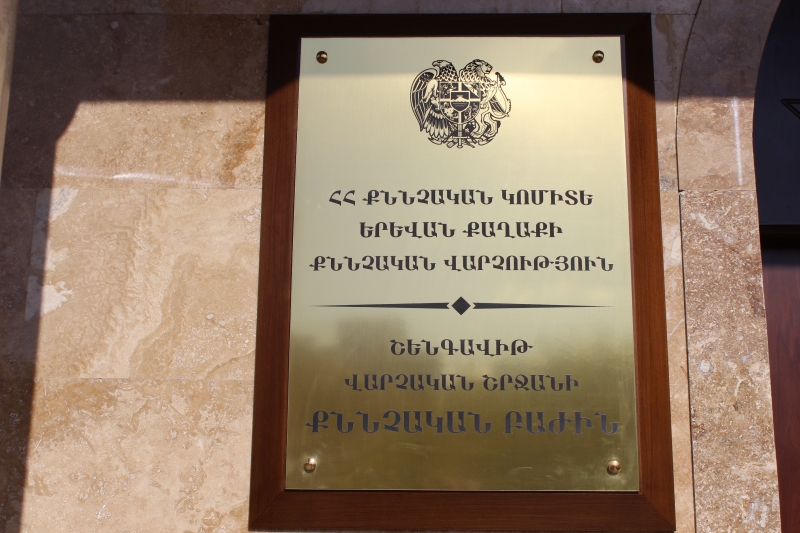 ՀՀ ՔՆՆՉԱԿԱՆ ԿՈՄԻՏԵ
ԵՐԵՎԱՆ ՔԱՂԱՔԻ
ՔՆՆՉԱԿԱՆ ՎԱՐՉՈՒԹՅՈՒՆ
ՇԵՆԳԱՎԻԹ
ՎԱՐՉԱԿԱՆ ՇՐՋԱՆԻ
ՔՆՆՉԱԿԱՆ ԲԱԺԻՆ